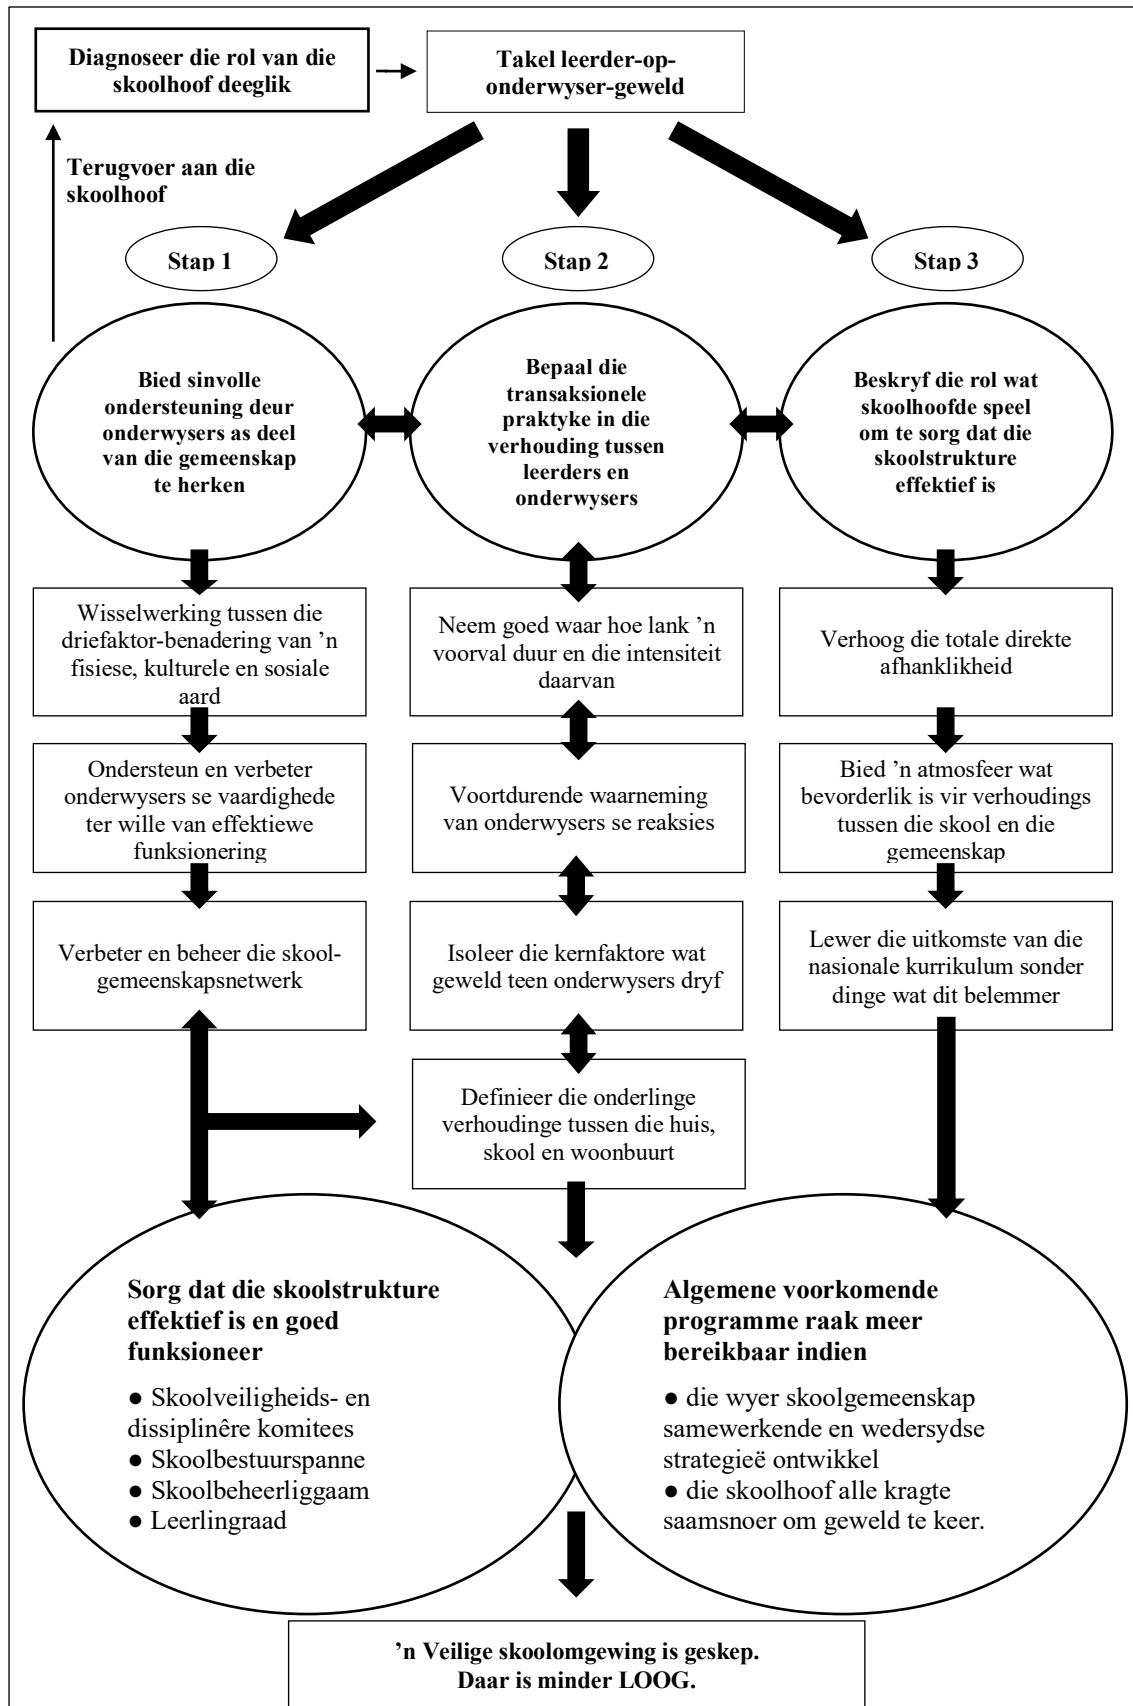 Diagnoseer die rol van die
skoolhoof deeglik
Takel leerder-op-
onderwyser-geweld
Terugvoer aan die
skoolhoof
Stap 1
Stap 2
Stap 3
Bied sinvolle
ondersteuning deur
onderwysers as deel
van die gemeenskap
te herken
Bepaal die
transaksionele
praktyke in die
verhouding tussen
leerders en
onderwysers
Beskryf die rol wat
skoolhoofde speel
om te sorg dat die
skoolstrukture
effektief is
Wisselwerking tussen die
driefaktor-benadering van ’n
fisiese, kulturele en sosiale
aard
Neem goed waar hoe lank ’n
voorval duur en die intensiteit
daarvan
Verhoog die totale direkte
afhanklikheid
Ondersteun en verbeter
onderwysers se vaardighede
ter wille van effektiewe
funksionering
Voortdurende waarneming
van onderwysers se reaksies
Bied ’n atmosfeer wat
bevorderlik is vir verhoudings
tussen die skool en die
gemeenskap
Verbeter en beheer die skool-
gemeenskapsnetwerk
Isoleer die kernfaktore wat
geweld teen onderwysers dryf
Lewer die uitkomste van die
nasionale kurrikulum sonder
dinge wat dit belemmer
Definieer die onderlinge
verhoudinge tussen die huis,
skool en woonbuurt
Sorg dat die skoolstrukture
effektief is en goed
funksioneer
● Skoolveiligheids- en
dissiplinêre komitees
● Skoolbestuurspanne
● Skoolbeheerliggaam
● Leerlingraad
Algemene voorkomende
programme raak meer
bereikbaar indien
● die wyer skoolgemeenskap
samewerkende en wedersydse
strategieë ontwikkel
● die skoolhoof alle kragte
saamsnoer om geweld te keer.
’n Veilige skoolomgewing is geskep.
Daar is minder LOOG.